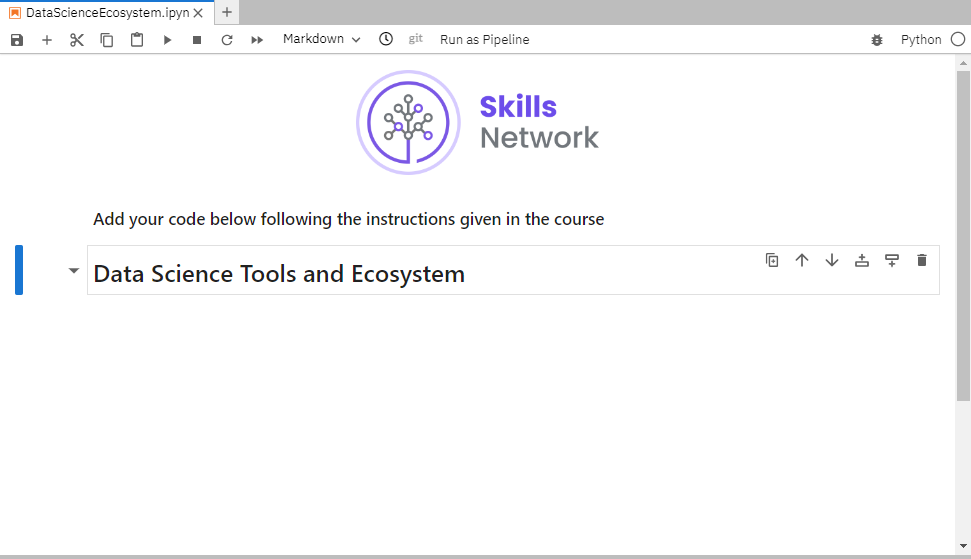 DataScienceEcosystem.ipyn
Markdown
git
Run as Pipeline
Python
Skills
Network
Add your code below following the instructions given in the course
Data Science Tools and Ecosystem